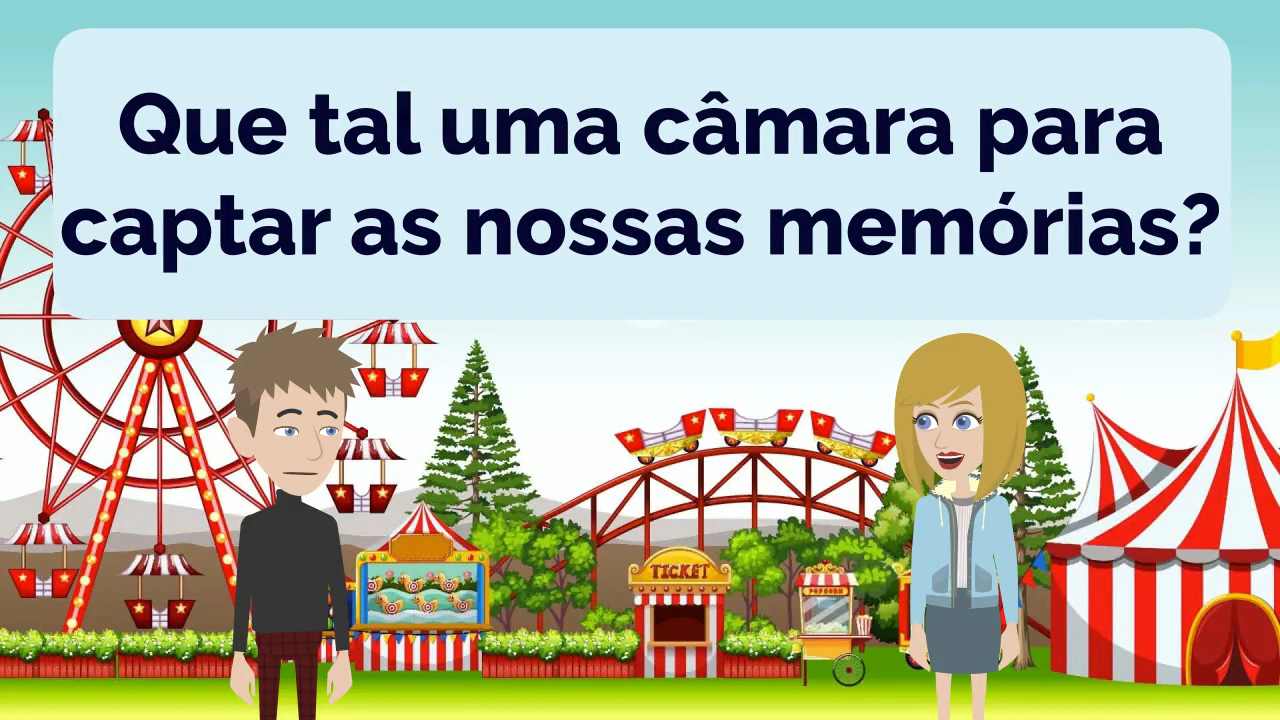 Que tal uma câmara para
captar as nossas memórias?
TICKET
POPCORN